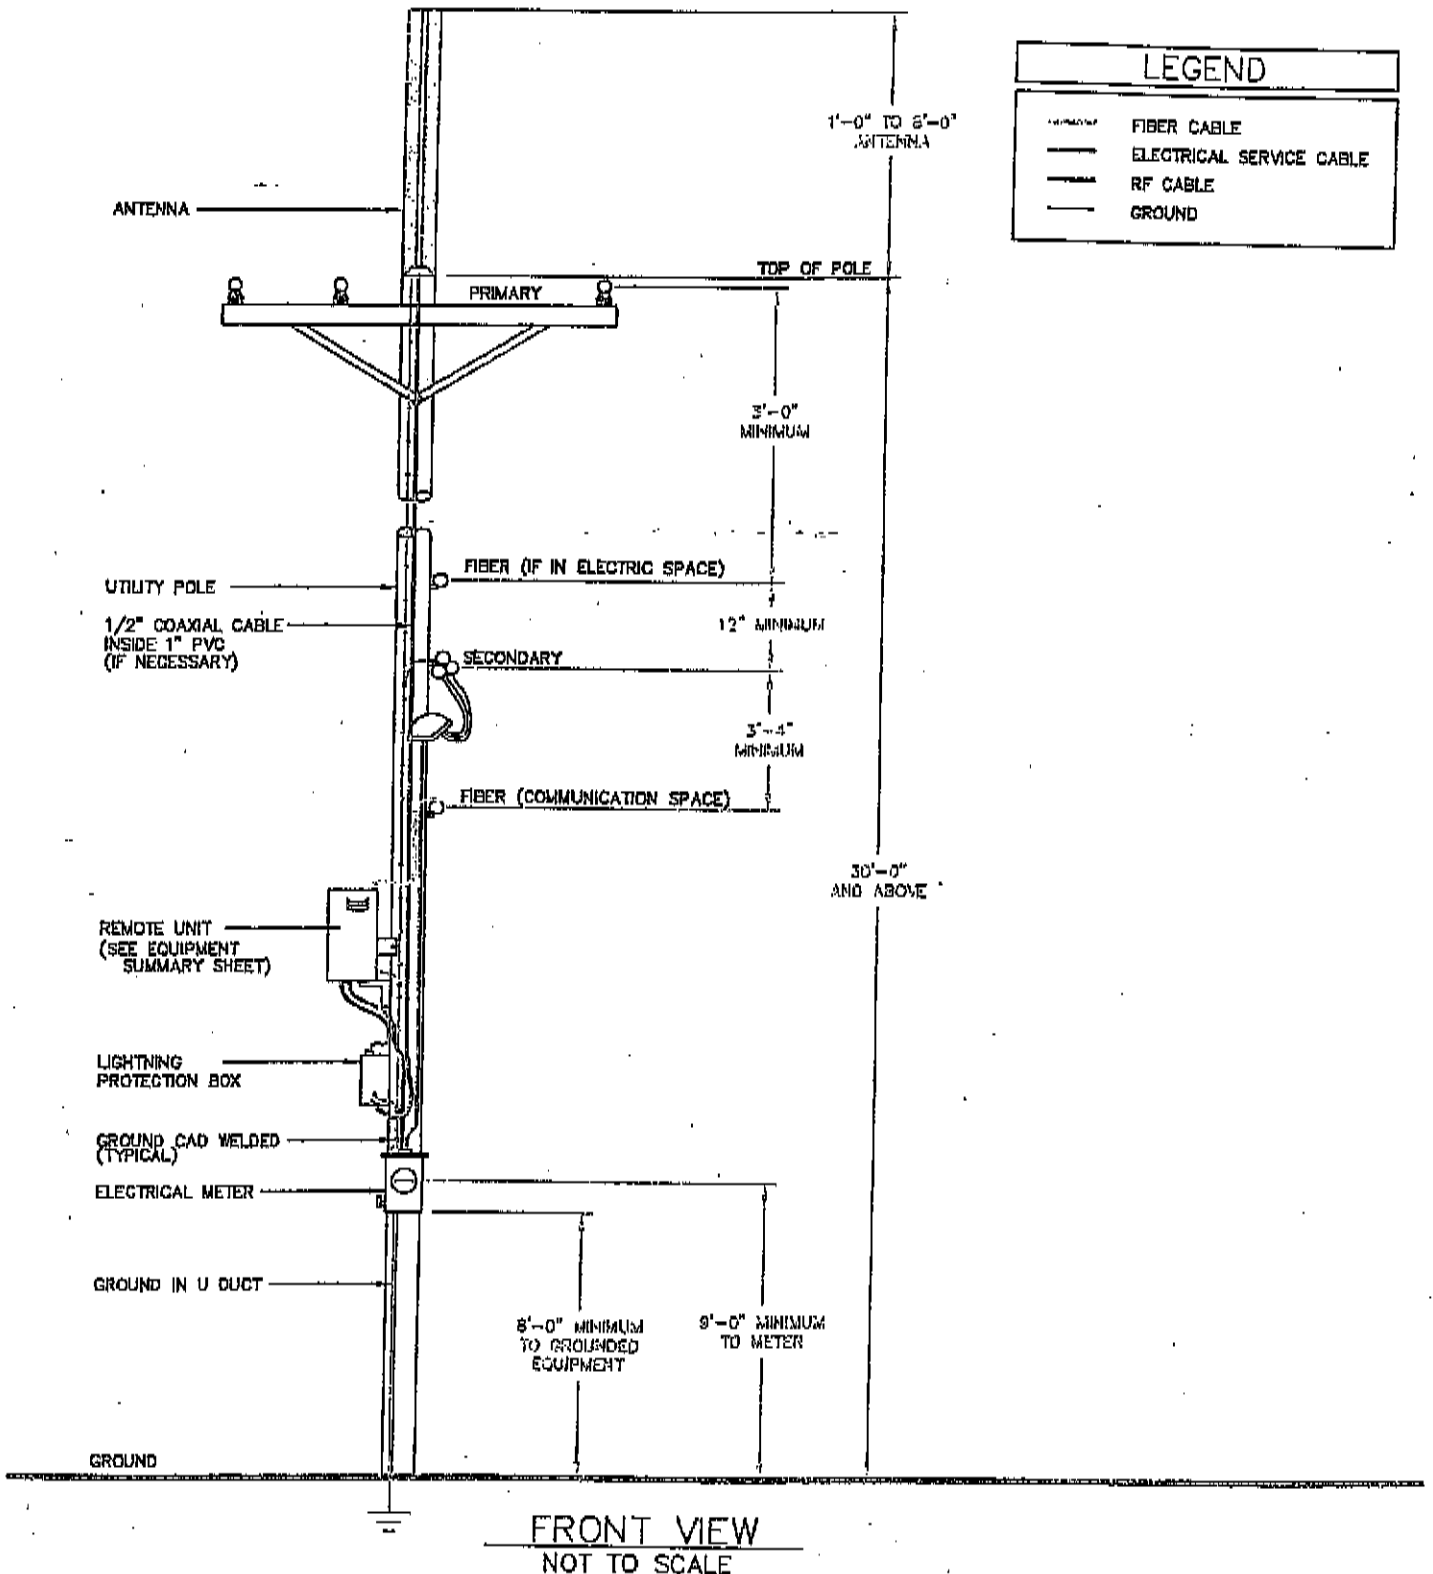 LEGEND
FIBER CABLE
ELECTRICAL SERVICE CABLE
RF CABLE
GROUND
ANTENNA
TOP OF POLE
PRIMARY
3'-0"
MINIMUM
FIBER (IF IN ELECTRIC SPACE)
UTILITY POLE
1/2" COAXIAL CABLE
INSIDE 1" PVC
(IF NECESSARY)
12" MINIMUM
SECONDARY
3'-4"
MINIMUM
FIBER (COMMUNICATION SPACE)
30'-0"
AND ABOVE
REMOTE UNIT
(SEE EQUIPMENT
SUMMARY SHEET)
LIGHTNING
PROTECTION BOX
GROUND CAD WELDED
(TYPICAL)
ELECTRICAL METER
GROUND IN U DUCT
8'-0" MINIMUM
TO GROUNDED
EQUIPMENT
9'-0" MINIMUM
TO METER
GROUND
FRONT VIEW
NOT TO SCALE
1'-0" TO
ANTENNA